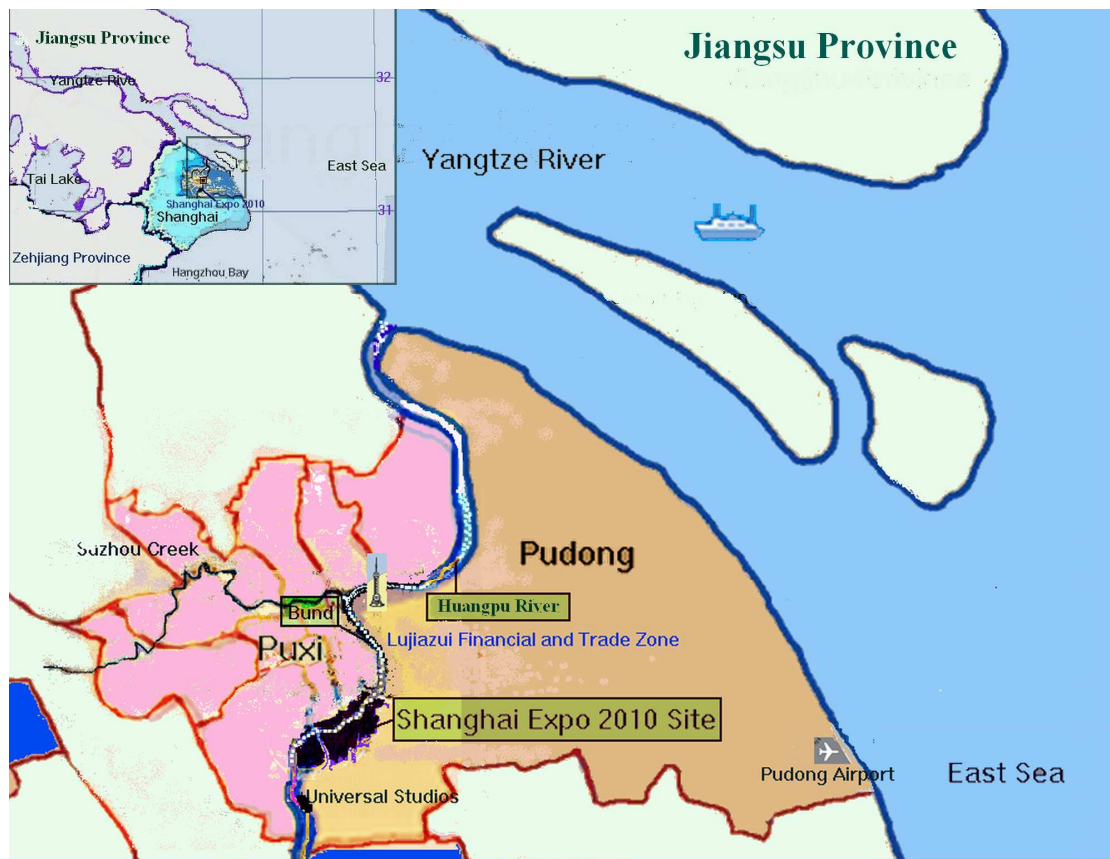 Jiangsu Province
Yangtze Rive
32
East Sea
Tai Lake
Shanghai Expo 2010
31
Shanghai
Zehjiang Province
Hangzhou Bay
Jiangsu Province
Yangtze River
Suzhou Creek
Pudong
Bund
Huangpu River
Puxi
Lujiazui Financial and Trade Zone
Shanghai Expo 2010 Site
Pudong Airport
East Sea
Universal Studios